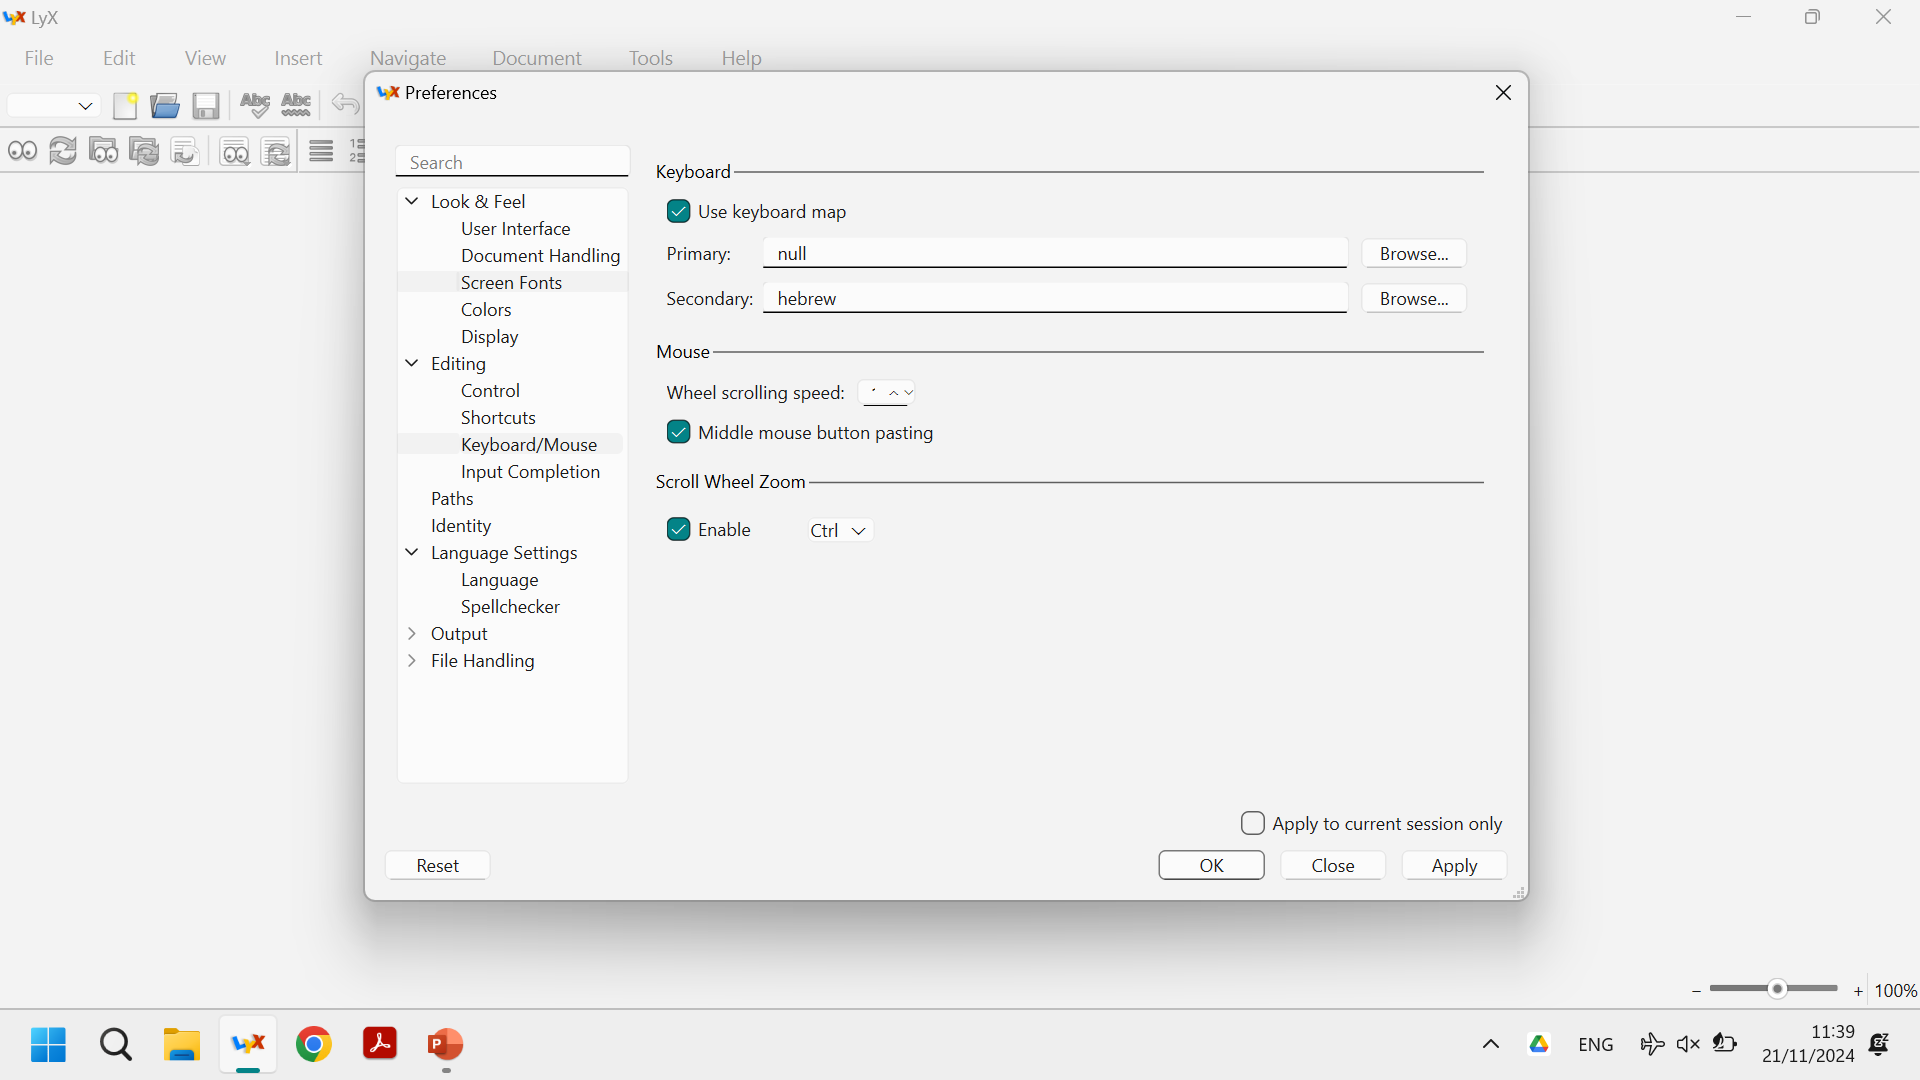 LyX
File Edit View Insert Navigate Document Tools Help
Preferences
Search
Look & Feel
User Interface
Document Handling
Screen Fonts
Colors
Display
Editing
Control
Shortcuts
Keyboard/Mouse
Input Completion
Paths
Identity
Language Settings
Language
Spellchecker
Output
File Handling
Keyboard
Use keyboard map
Primary: null Browse...
Secondary: hebrew Browse...
Mouse
Wheel scrolling speed:
Middle mouse button pasting
Scroll Wheel Zoom
Enable Ctrl
Apply to current session only
Reset OK Close Apply
100%
ENG
11:39
21/11/2024